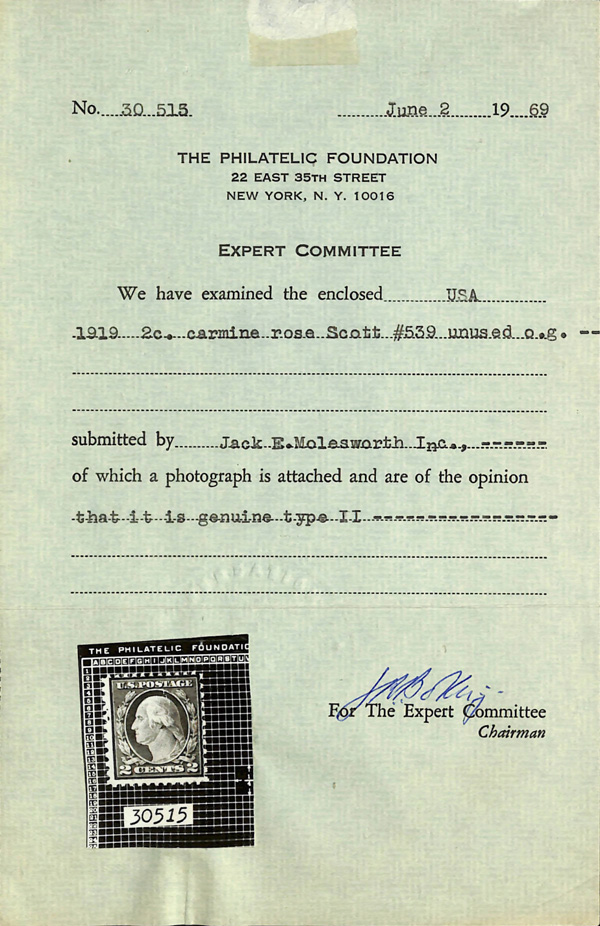 No. 30 515 June 2 19 69
THE PHILATELIC FOUNDATION
22 EAST 35TH STREET
NEW YORK, N. Y. 10016
EXPERT COMMITTEE
We have examined the enclosed USA
1919 2c. carmine rose Scott #539 unused o.g. --
submitted by Jack E.Molesworth Inc., ------
of which a photograph is attached and are of the opinion
that it is genuine type II -----------------
For The Expert Committee
Chairman
THE PHILATELIC FOUNDATIO
A B C D E F G H I J K L M N O P Q R S T U V
U.S. POSTAGE
2 CENTS 2
30515